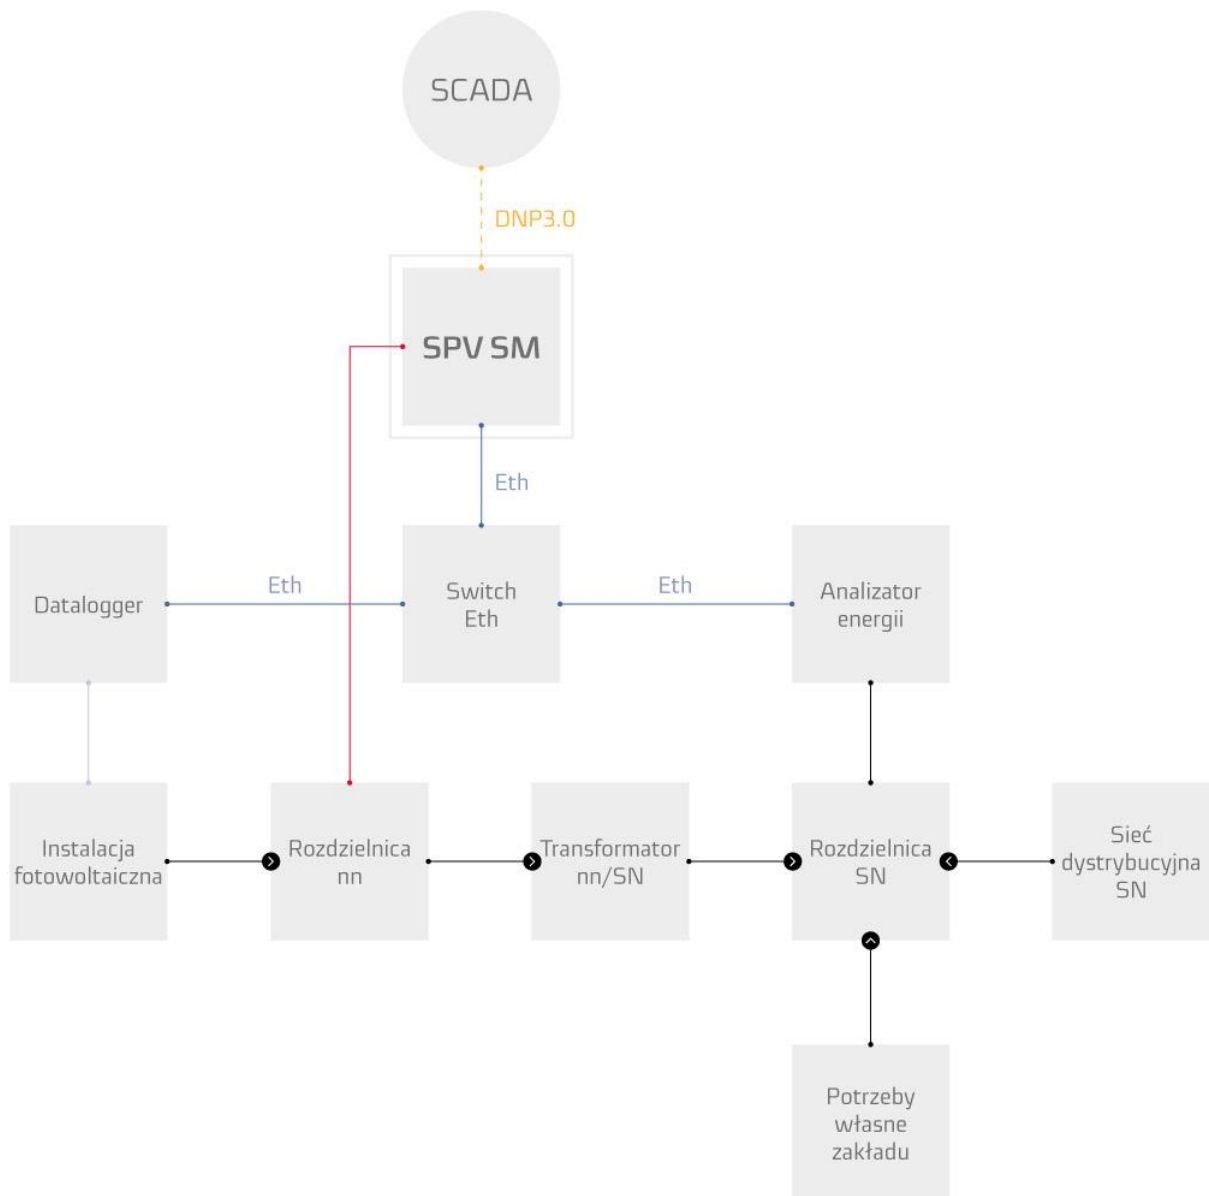 SCADA
DNP3.0
SPV SM
Eth
Datalogger
Eth
Switch
Eth
Eth
Analizator
energii
Instalacja
fotowoltaiczna
Rozdzielnica
nn
Transformator
nn/SN
Rozdzielnica
SN
Sieć
dystrybucyjna
SN
Potrzeby
własne
zakładu